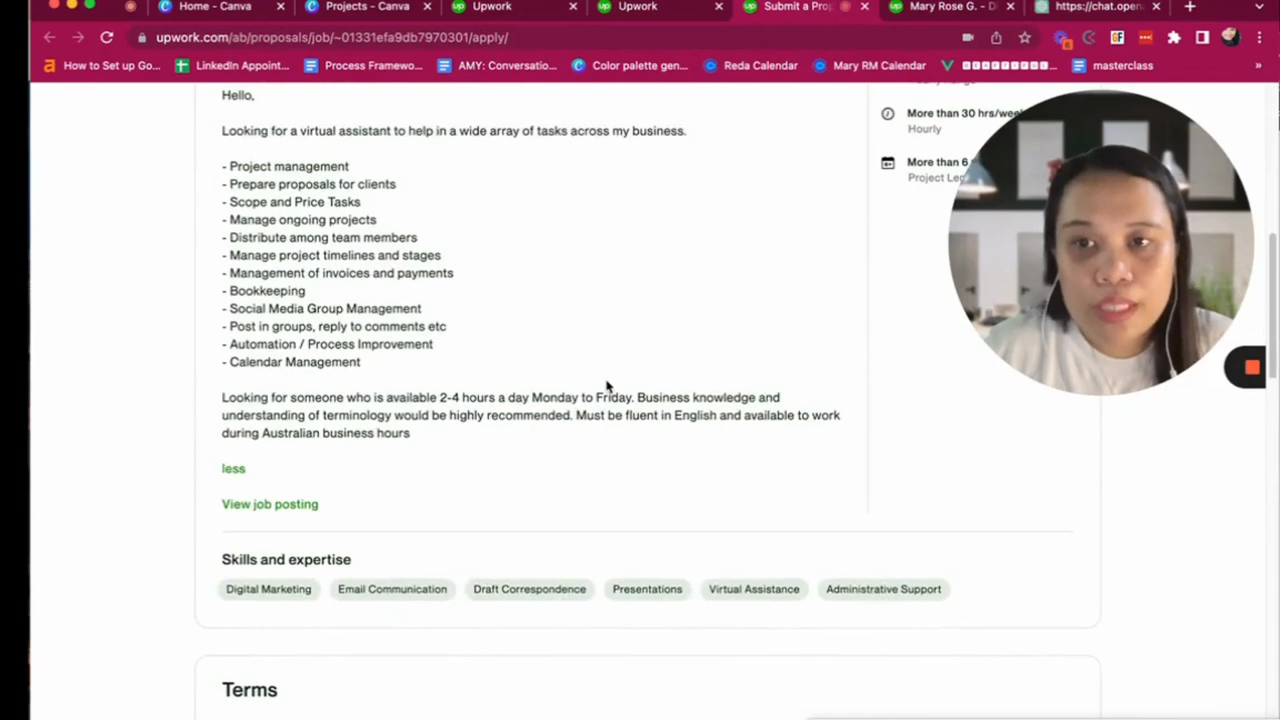 Home - Canva
Projects - Canva
Upwork
Upwork
Submit a Prop
Mary Rose G. - D
https://chat.open
upwork.com/ab/proposals/job/~01331efa9db7970301/apply/
How to Set up Go...
LinkedIn Appoint...
Process Framewo...
AMY: Conversatio...
Color palette gen...
Reda Calendar
Mary RM Calendar
masterclass
»
Hello,
Looking for a virtual assistant to help in a wide array of tasks across my business.
- Project management
- Prepare proposals for clients
- Scope and Price Tasks
- Manage ongoing projects
- Distribute among team members
- Manage project timelines and stages
- Management of invoices and payments
- Bookkeeping
- Social Media Group Management
- Post in groups, reply to comments etc
- Automation / Process Improvement
- Calendar Management
Looking for someone who is available 2-4 hours a day Monday to Friday. Business knowledge and
understanding of terminology would be highly recommended. Must be fluent in English and available to work
during Australian business hours
less
View job posting
More than 30 hrs/wee
Hourly
More than 6
Project Len
Skills and expertise
Digital Marketing
Email Communication
Draft Correspondence
Presentations
Virtual Assistance
Administrative Support
Terms